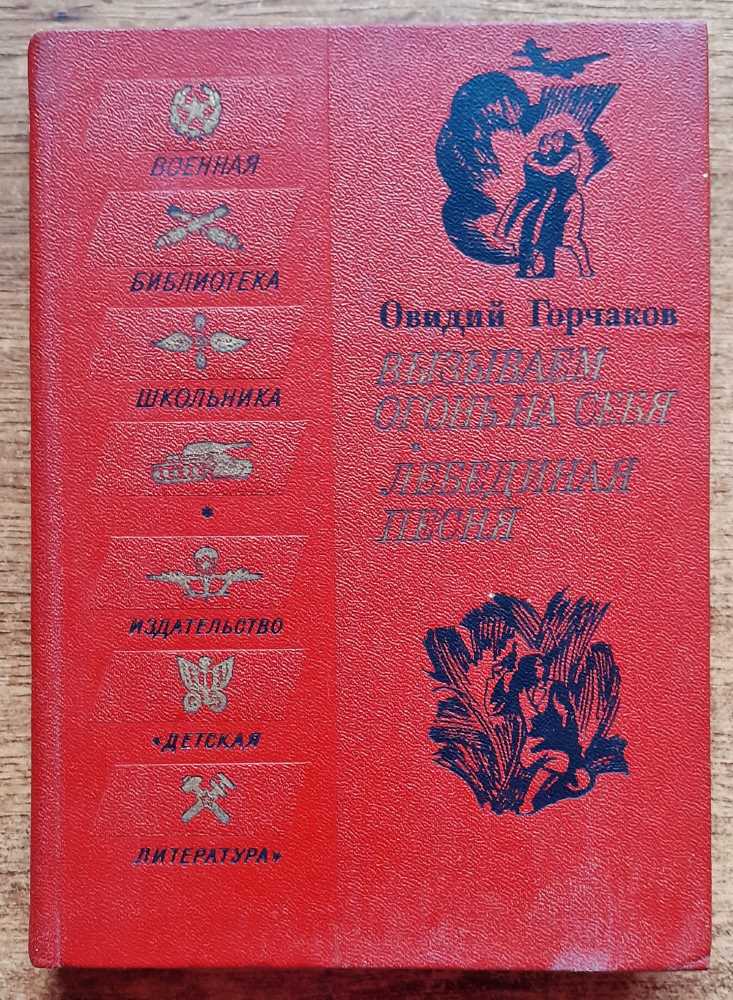 ВОЕННАЯ
БИБЛИОТЕКА
ШКОЛЬНИКА
*
ИЗДАТЕЛЬСТВО
«ДЕТСКАЯ
ЛИТЕРАТУРА»
Овидий Горчаков
ВЫЗЫВАЕМ
ОГОНЬ НА СЕБЯ
•
ЛЕБЕДИНАЯ
ПЕСНЯ